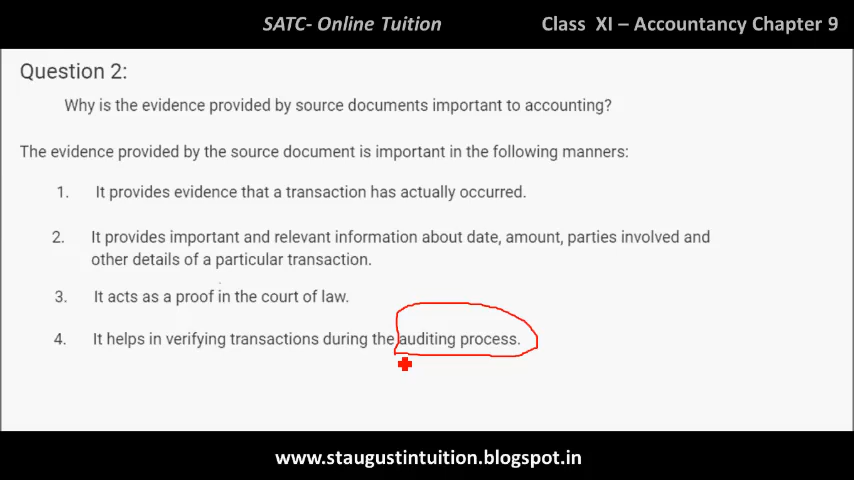 SATC- Online Tuition Class XI – Accountancy Chapter 9
Question 2:
Why is the evidence provided by source documents important to accounting?
The evidence provided by the source document is important in the following manners:
1. It provides evidence that a transaction has actually occurred.
2. It provides important and relevant information about date, amount, parties involved and
other details of a particular transaction.
3. It acts as a proof in the court of law.
4. It helps in verifying transactions during the auditing process.
www.staugustintuition.blogspot.in